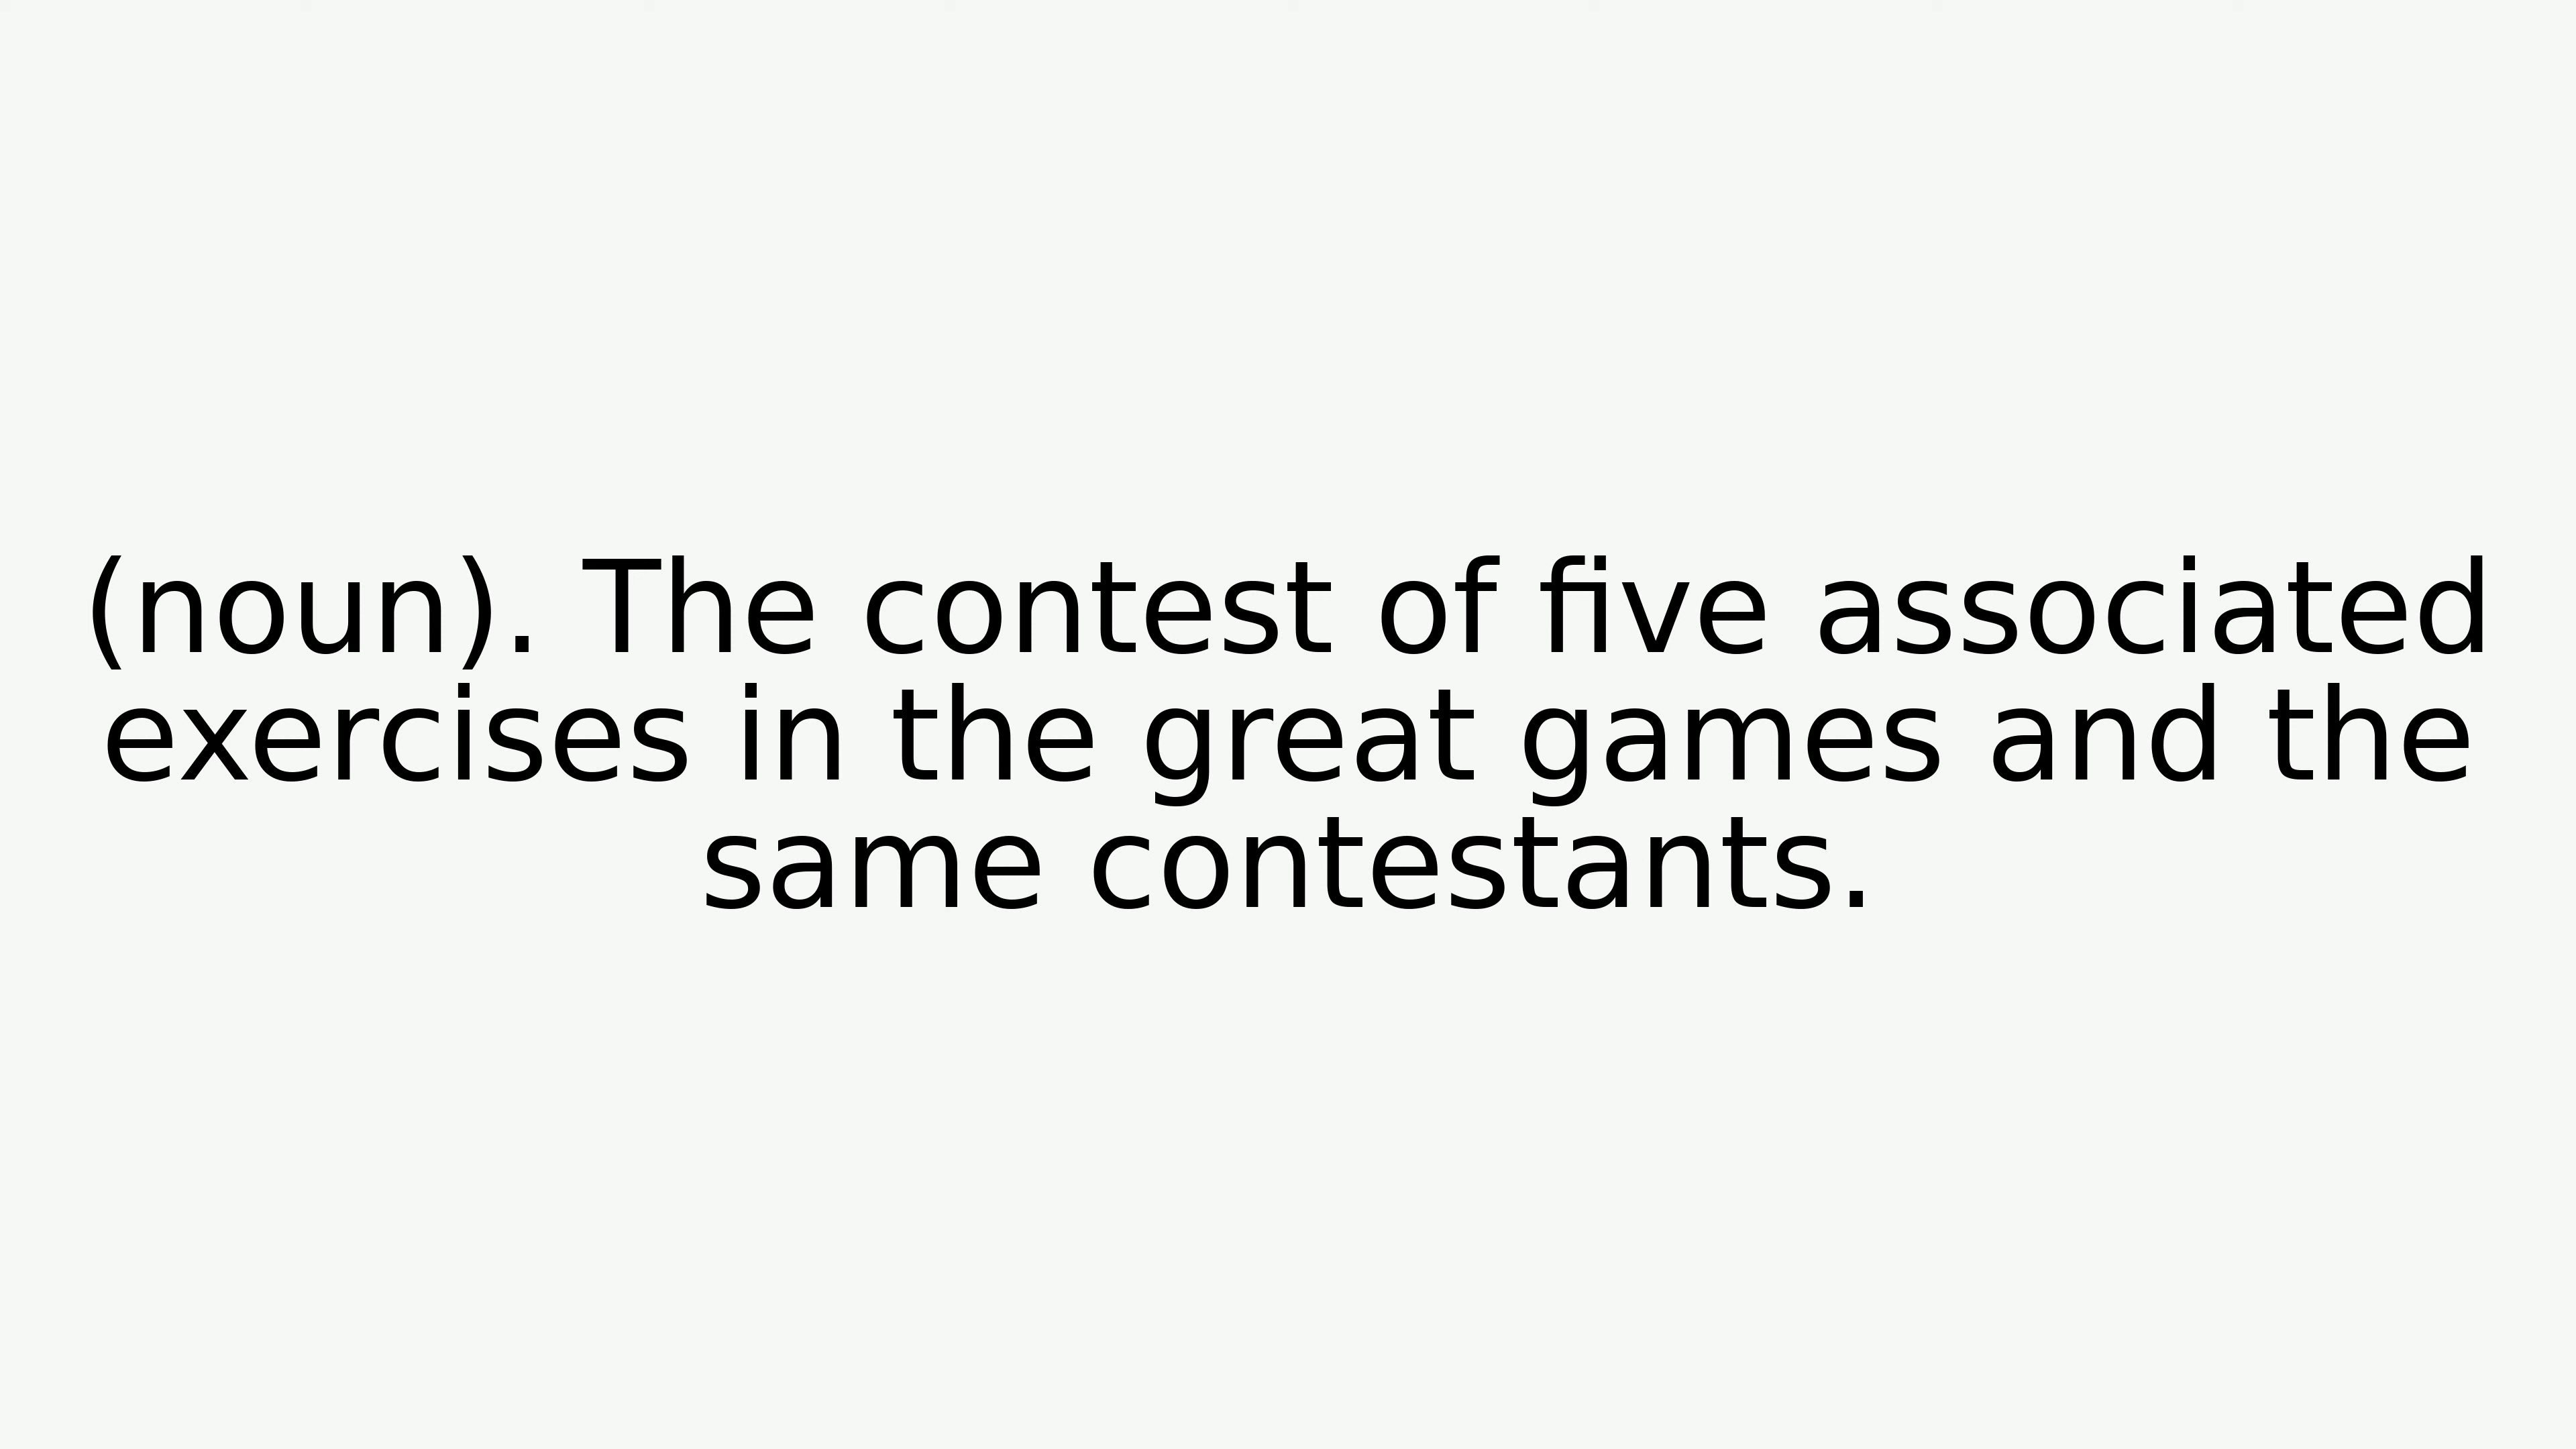 (noun). The contest of five associated
exercises in the great games and the
same contestants.